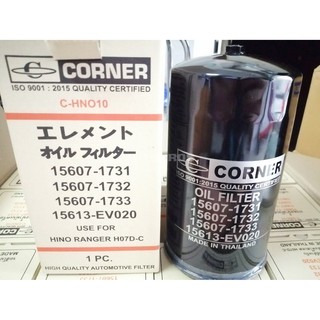 CORNER
ISO 9001 : 2015 QUALITY CERTIFIED
C-HNO10
エレメント
オイル フィルター
15607-1731
15607-1732
15607-1733
15613-EV020
USE FOR
HINO RANGER H07D-C
1 PC.
HIGH QUALITY AUTOMOTIVE FILTER
CORNER
ISO 9001:2015 QUALITY CERTIFIED
OIL FILTER
15607-1731
15607-1732
15607-1733
15613-EV020
MADE IN THAILAND